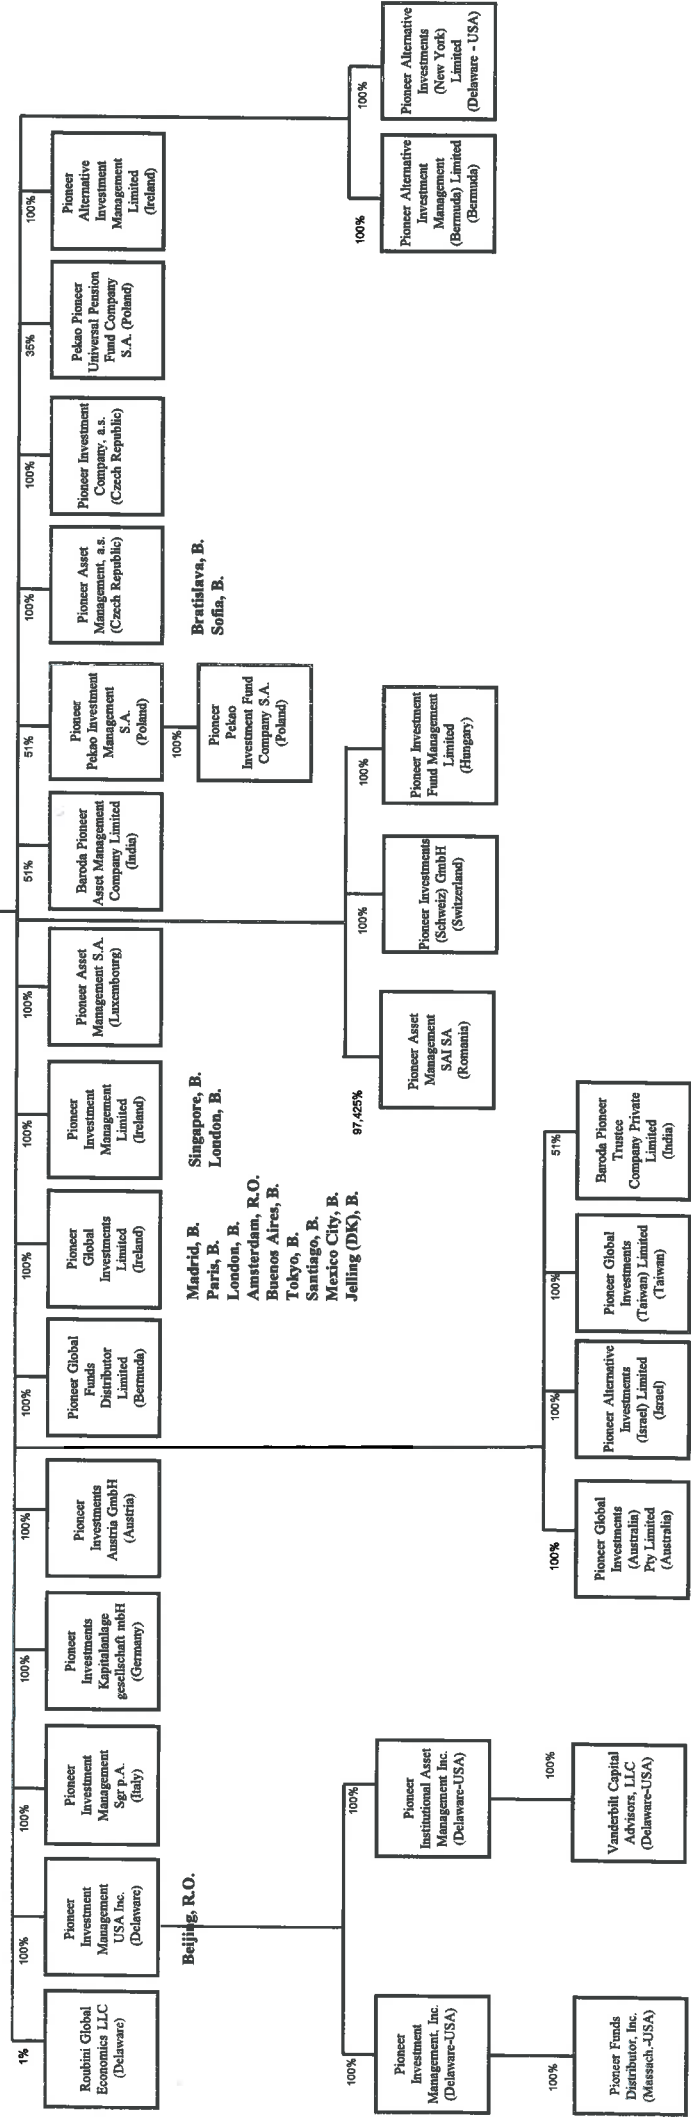 1%
Roubini Global
Economics LLC
(Delaware)
100%
Pioneer
Investment
Management
USA Inc.
(Delaware)
100%
Pioneer
Investment
Management
Sgr p.A.
(Italy)
100%
Pioneer
Investments
Kapitalanlage
gesellschaft mbH
(Germany)
100%
Pioneer
Investments
Austria GmbH
(Austria)
100%
Pioneer Global
Funds
Distributor
Limited
(Bermuda)
100%
Pioneer
Global
Investments
Limited
(Ireland)
100%
Pioneer
Investment
Management
Limited
(Ireland)
100%
Pioneer Asset
Management S.A.
(Luxembourg)
51%
Baroda Pioneer
Asset Management
Company Limited
(India)
51%
Pioneer
Pekao Investment
Management
S.A.
(Poland)
100%
Pioneer Asset
Management, a.s.
(Czech Republic)
100%
Pioneer Investment
Company, a.s.
(Czech Republic)
35%
Pekao Pioneer
Universal Pension
Fund Company
S.A. (Poland)
100%
Pioneer
Alternative
Investment
Management
Limited
(Ireland)
Beijing, R.O.
Madrid, B.
Paris, B.
London, B.
Amsterdam, R.O.
Buenos Aires, B.
Tokyo, B.
Santiago, B.
Mexico City, B.
Jelling (DK), B.
Singapore, B.
London, B.
100%
Pioneer
Pekao
Investment Fund
Company S.A.
(Poland)
Bratislava, B.
Sofia, B.
100%
Pioneer
Investment
Management, Inc.
(Delaware-USA)
100%
Pioneer
Institutional Asset
Management Inc.
(Delaware-USA)
97,425%
Pioneer Asset
Management
SAI SA
(Romania)
100%
Pioneer Investments
(Schweiz) GmbH
(Switzerland)
100%
Pioneer Investment
Fund Management
Limited
(Hungary)
100%
Pioneer Alternative
Investment
Management
(Bermuda) Limited
(Bermuda)
100%
Pioneer Alternative
Investments
(New York)
Limited
(Delaware - USA)
100%
Pioneer Funds
Distributor, Inc.
(Massach.-USA)
100%
Vanderbilt Capital
Advisors, LLC
(Delaware-USA)
100%
Pioneer Global
Investments
(Australia)
Pty Limited
(Australia)
100%
Pioneer Alternative
Investments
(Israel) Limited
(Israel)
100%
Pioneer Global
Investments
(Taiwan) Limited
(Taiwan)
51%
Baroda Pioneer
Trustee
Company Private
Limited
(India)